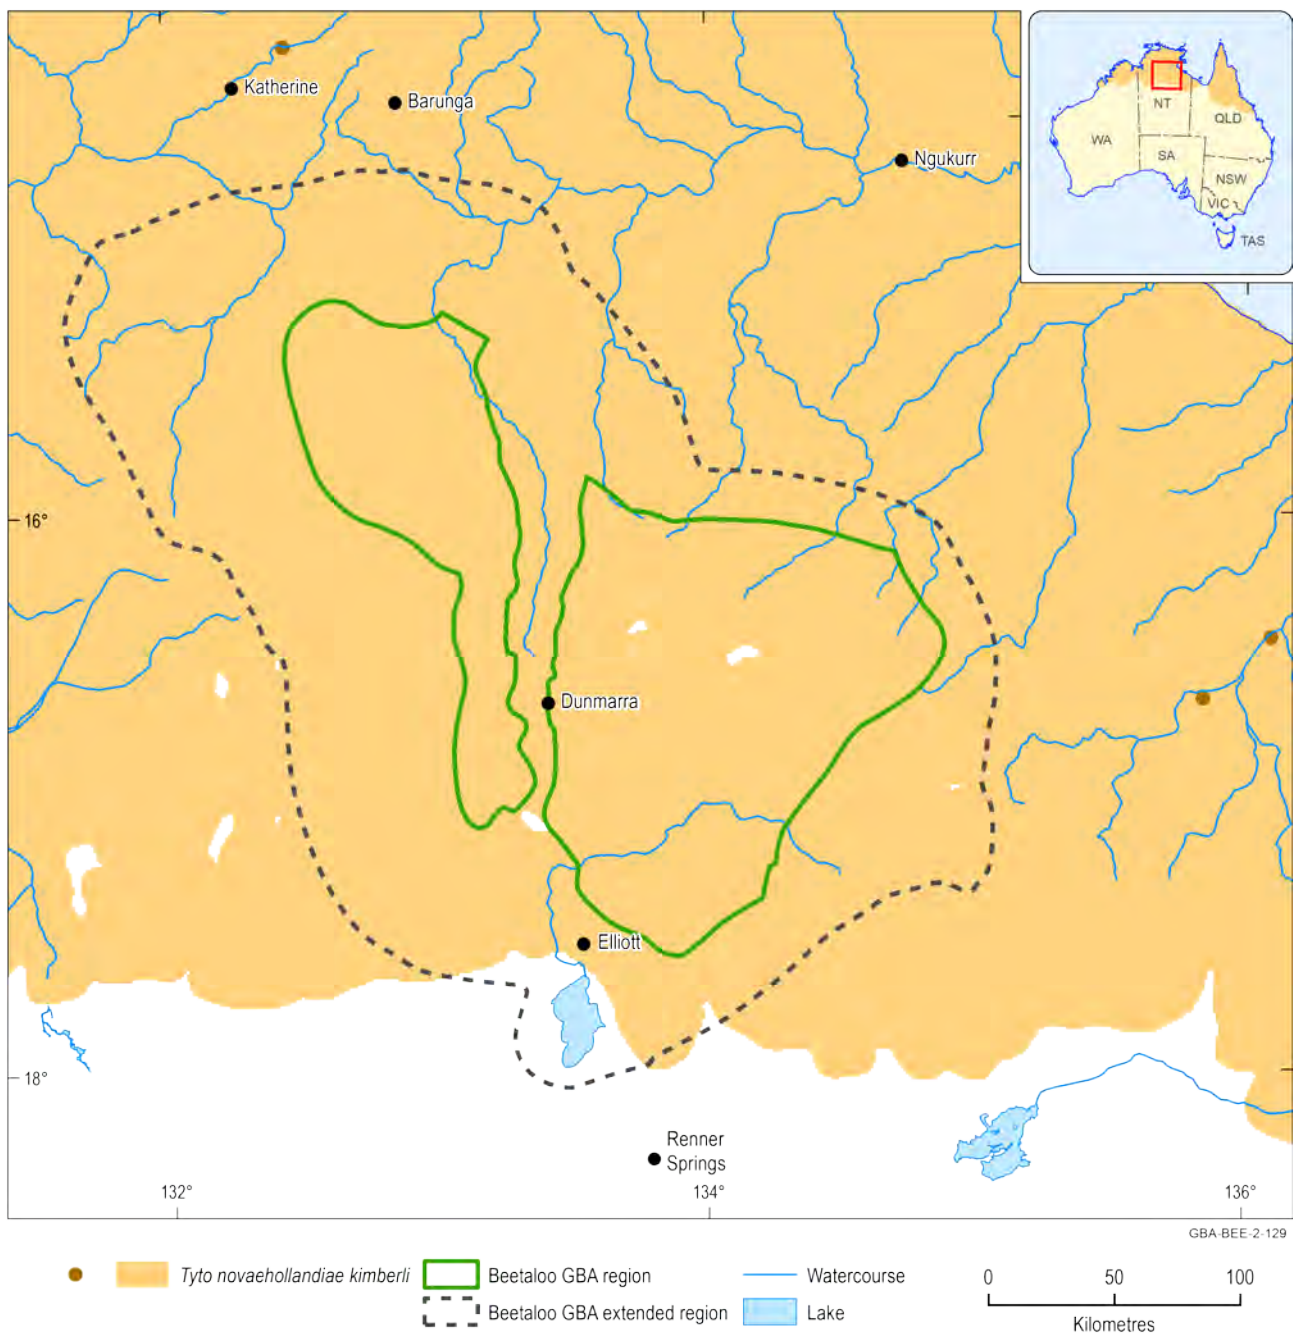 Katherine
Barunga
Ngukurr
WA
NT
QLD
SA
NSW
VIC
TAS
16°
Dunmarra
Elliott
18°
Renner
Springs
132°
134°
136°
GBA-BEE-2-129
Tyto novaehollandiae kimberli
Beetaloo GBA region
Watercourse
0 50 100
Beetaloo GBA extended region
Lake
Kilometres